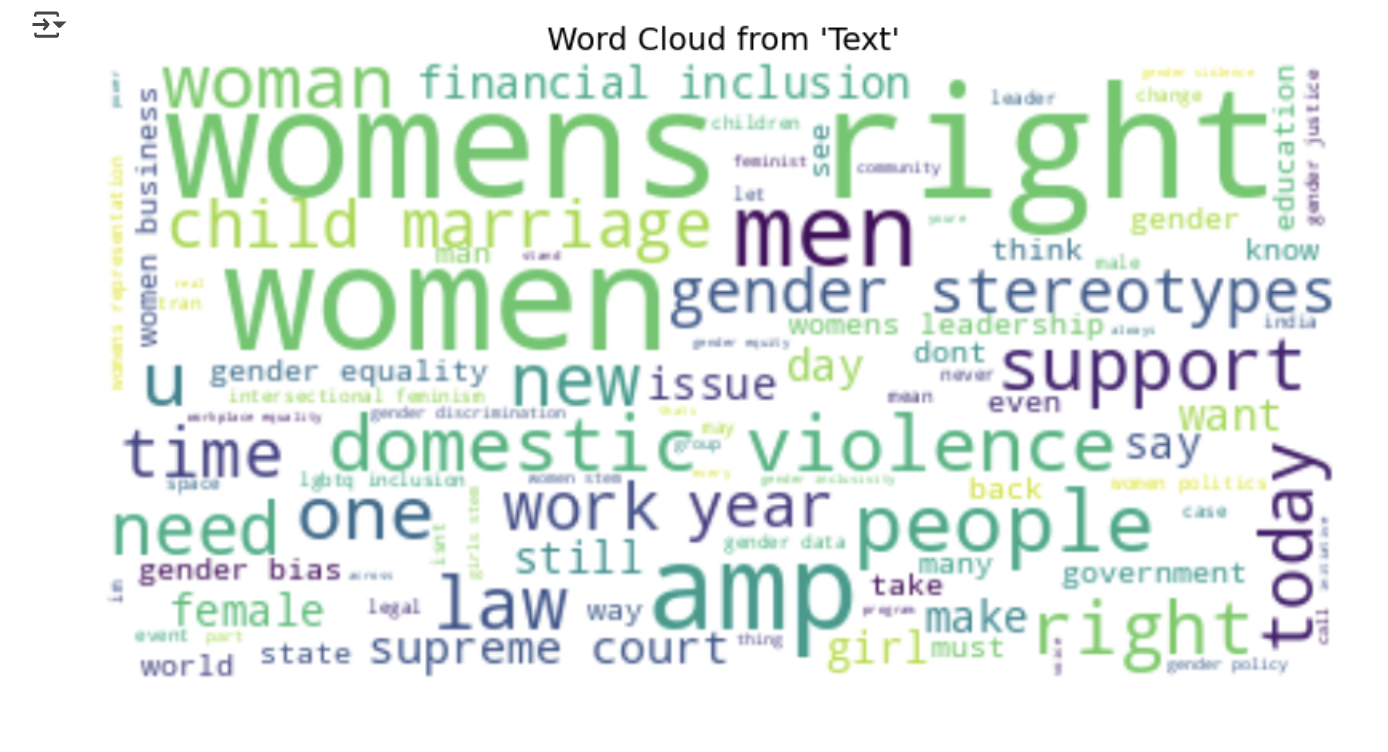 Word Cloud from 'Text'
woman
financial inclusion
gender violence
leader
change
power
women business
womens right
children
see
feminist
community
let
education
gender justice
womens representation
child marriage
men
youre
gender
man
stand
think
male
know
real
tran
women
gender stereotypes
womens leadership
always
india
gender equity
u
gender equality
new
issue
day
dont
never
support
intersectional feminism
mean
even
want
workplace equality
gender discrimination
thats
may
group
time
domestic violence
say
space
lgbtq inclusion
women stem
every
gender inclusivity
back
women politics
today
need
one
isnt
girls stem
work year
people
case
still
gender data
many
government
gender bias
across
im
amp
take
female
legal
law
way
program
make
right
call
event
part
thing
girl
must
world
state
supreme court
gender policy